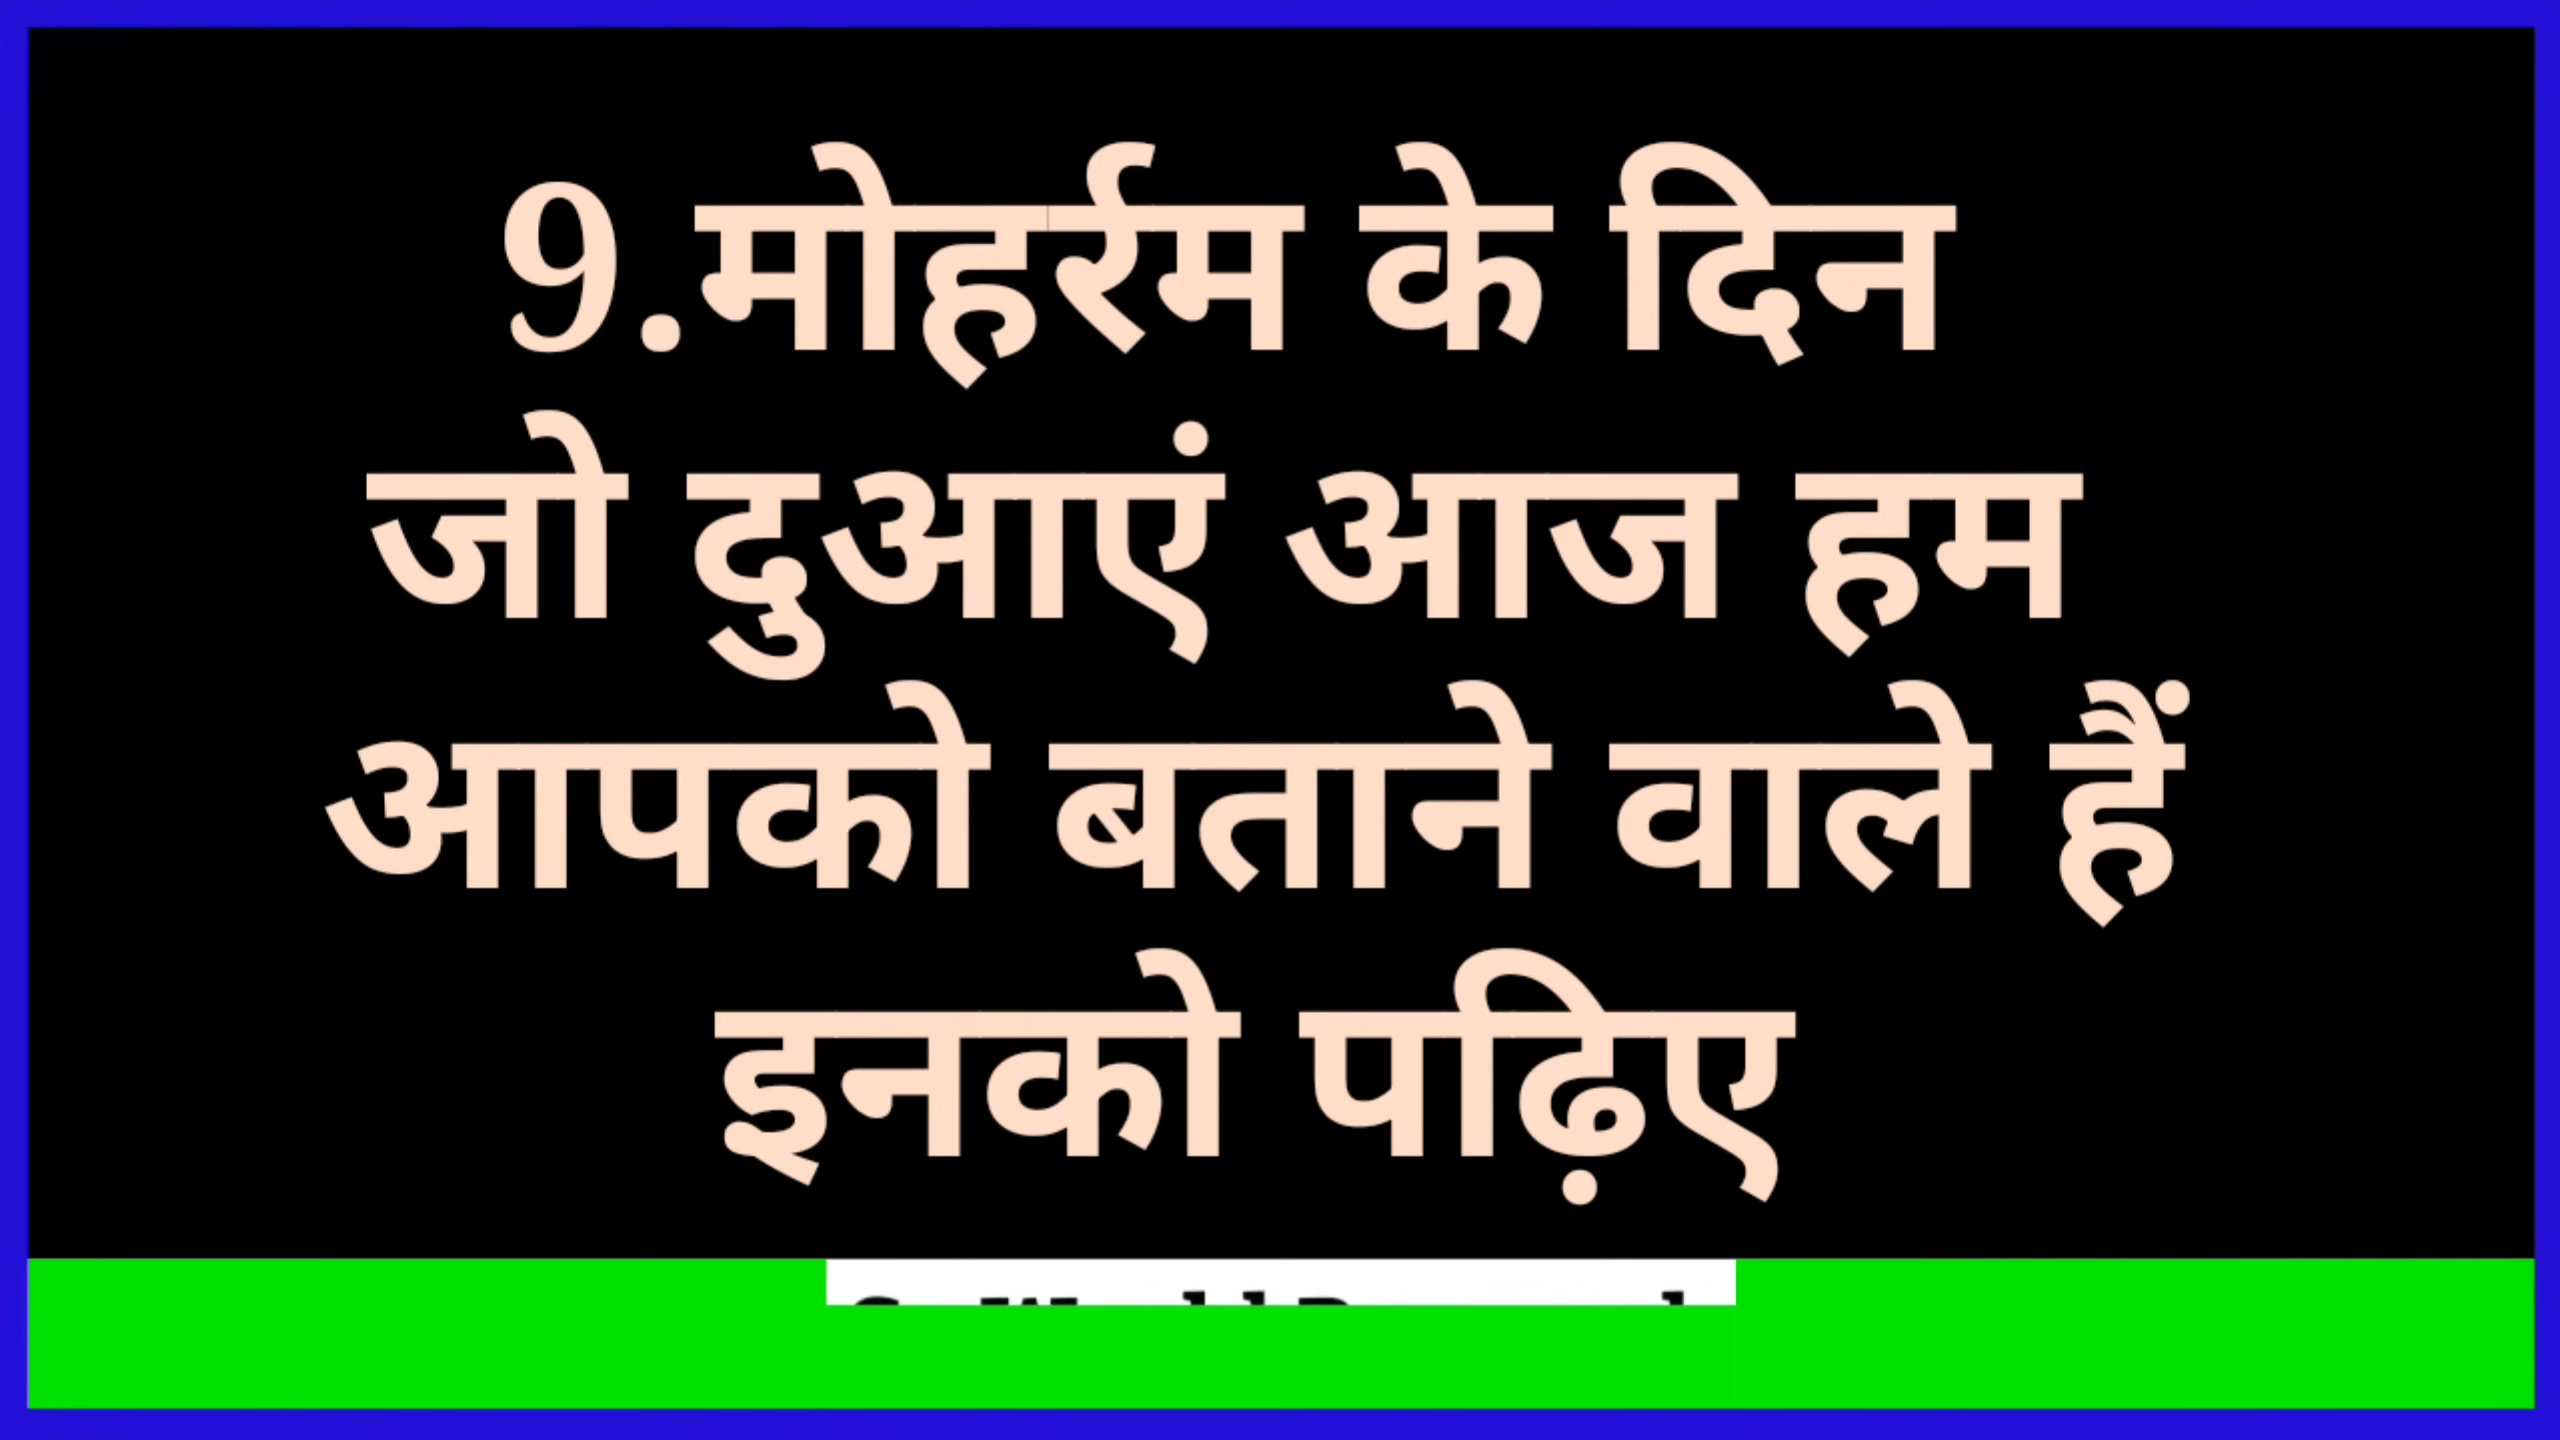 9.मोहर्रम के दिन
जो दुआएं आज हम
आपको बताने वाले हैं
इनको पढ़िए